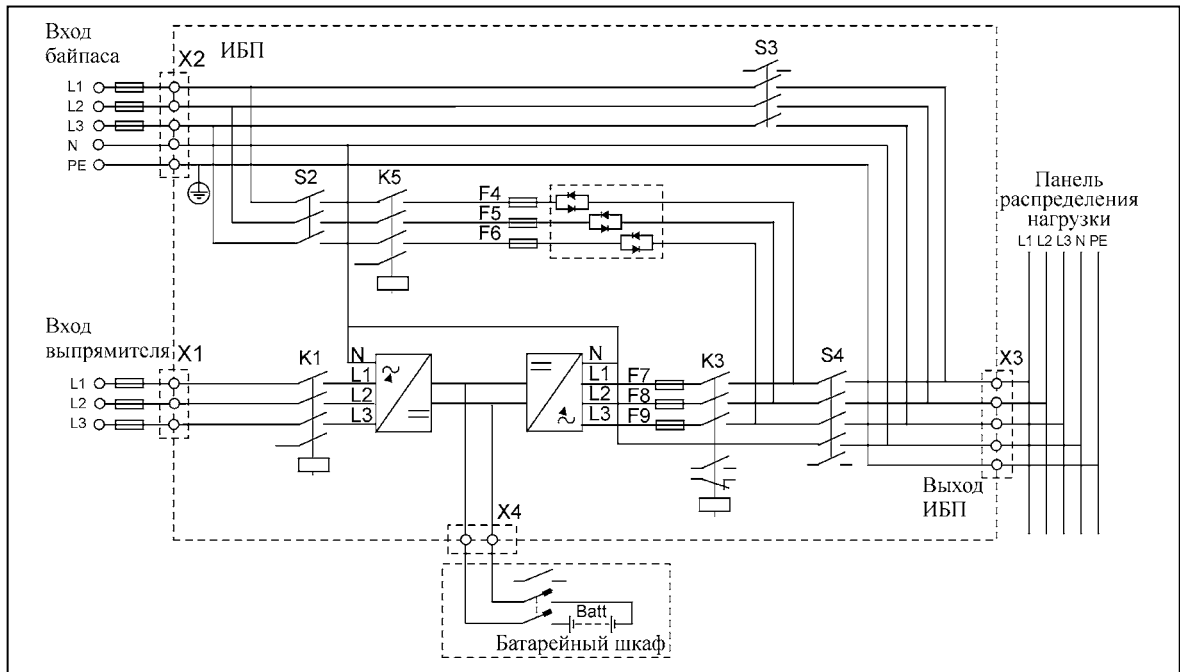 Вход
байпаса
X2
ИБП
S3
L1
L2
L3
N
PE
S2
K5
F4
F5
F6
Панель
распределения
нагрузки
L1 L2 L3 N PE
Вход
выпрямителя
X1
K1
N
L1
L2
L3
N
L1
L2
L3
F7
F8
F9
K3
S4
X3
L1
L2
L3
Выход
ИБП
X4
Batt
Батарейный шкаф